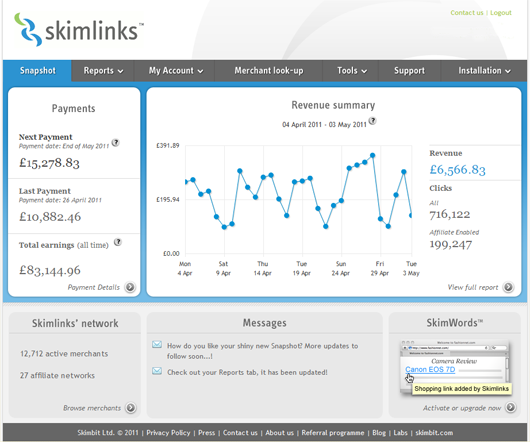 Contact us | Logout
skimlinks™
Snapshot
Reports
My Account
Merchant look-up
Tools
Support
Installation
Payments
Next Payment
Payment date: End of May 2011 ?
£15,278.83
Last Payment
Payment date: 26 April 2011
£10,882.46
Total earnings (all time) ?
£83,144.96
Payment Details
Revenue summary
04 April 2011 - 03 May 2011 ?
£391.89
£195.94
£0.00
Mon Sat Thu Tue Sun Fri Tue
4 Apr 9 Apr 14 Apr 19 Apr 24 Apr 29 Apr 3 May
Revenue
£6,566.83
Clicks
All
716,122
Affiliate Enabled
199,247
View full report
Skimlinks' network
12,712 active merchants
27 affiliate networks
Browse merchants
Messages
How do you like your shiny new Snapshot? More updates to
follow soon...!
Check out your Reports tab, it has been updated!
SkimWords™
Camera Review
Canon EOS 7D
Shopping link added by Skimlinks
Activate or upgrade now
Skimbit Ltd. © 2011 | Privacy Policy | Press | Contact us | About us | Referral programme | Blog | Labs | skimbit.com